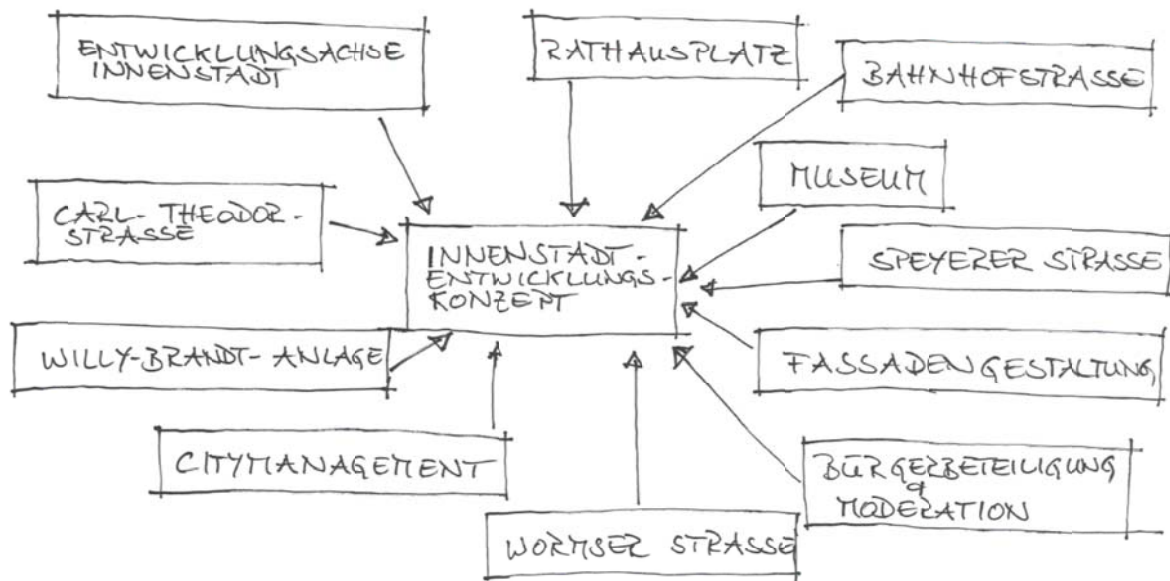 ENTWICKLUNGSACHSE
INNENSTADT
RATHAUSPLATZ
BAHNHOFSTRASSE
MUSEUM
CARL-THEODOR-
STRASSE
INNENSTADT-
ENTWICKLUNGS-
KONZEPT
SPEYERER STRASSE
WILLY-BRANDT-ANLAGE
FASSADENGESTALTUNG
CITYMANAGEMENT
BÜRGERBETEILIGUNG
&
MODERATION
WORMSER STRASSE